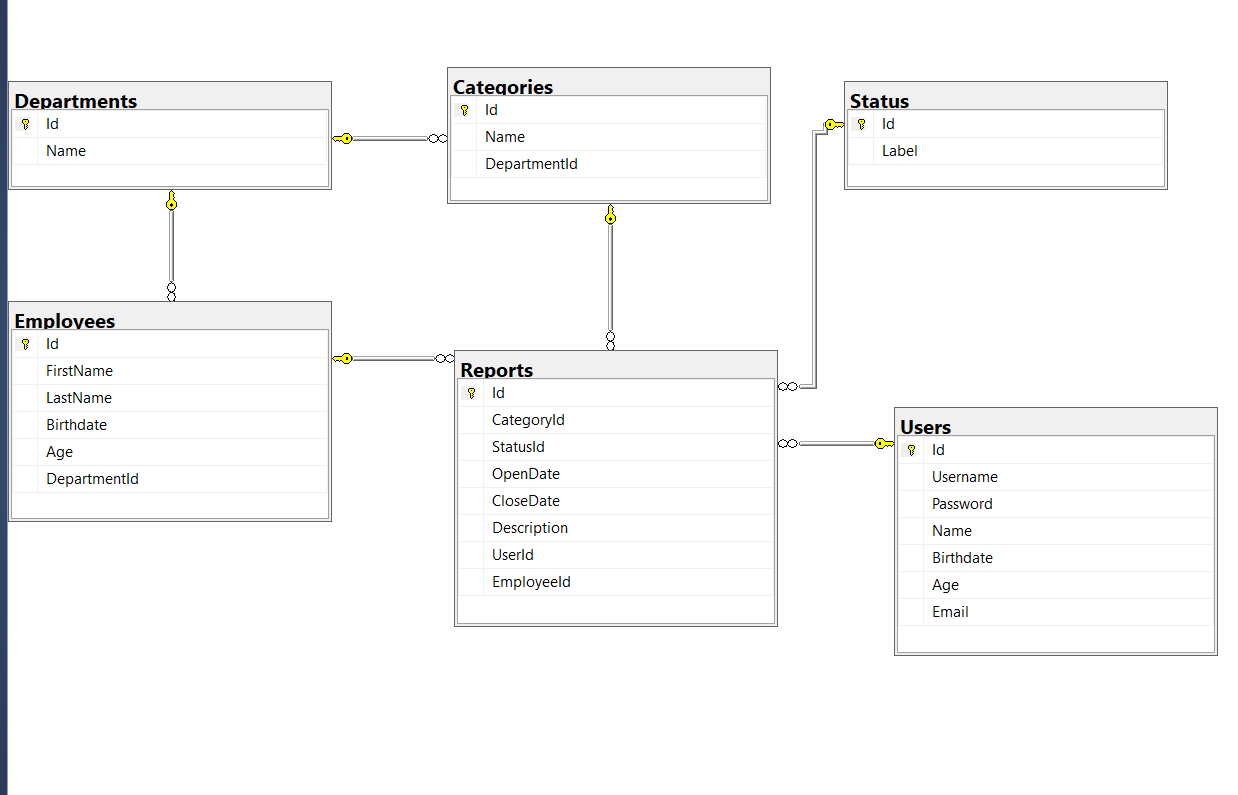 Departments
Id
Name
Categories
Id
Name
DepartmentId
Status
Id
Label
Employees
Id
FirstName
LastName
Birthdate
Age
DepartmentId
Reports
Id
CategoryId
StatusId
OpenDate
CloseDate
Description
UserId
EmployeeId
Users
Id
Username
Password
Name
Birthdate
Age
Email